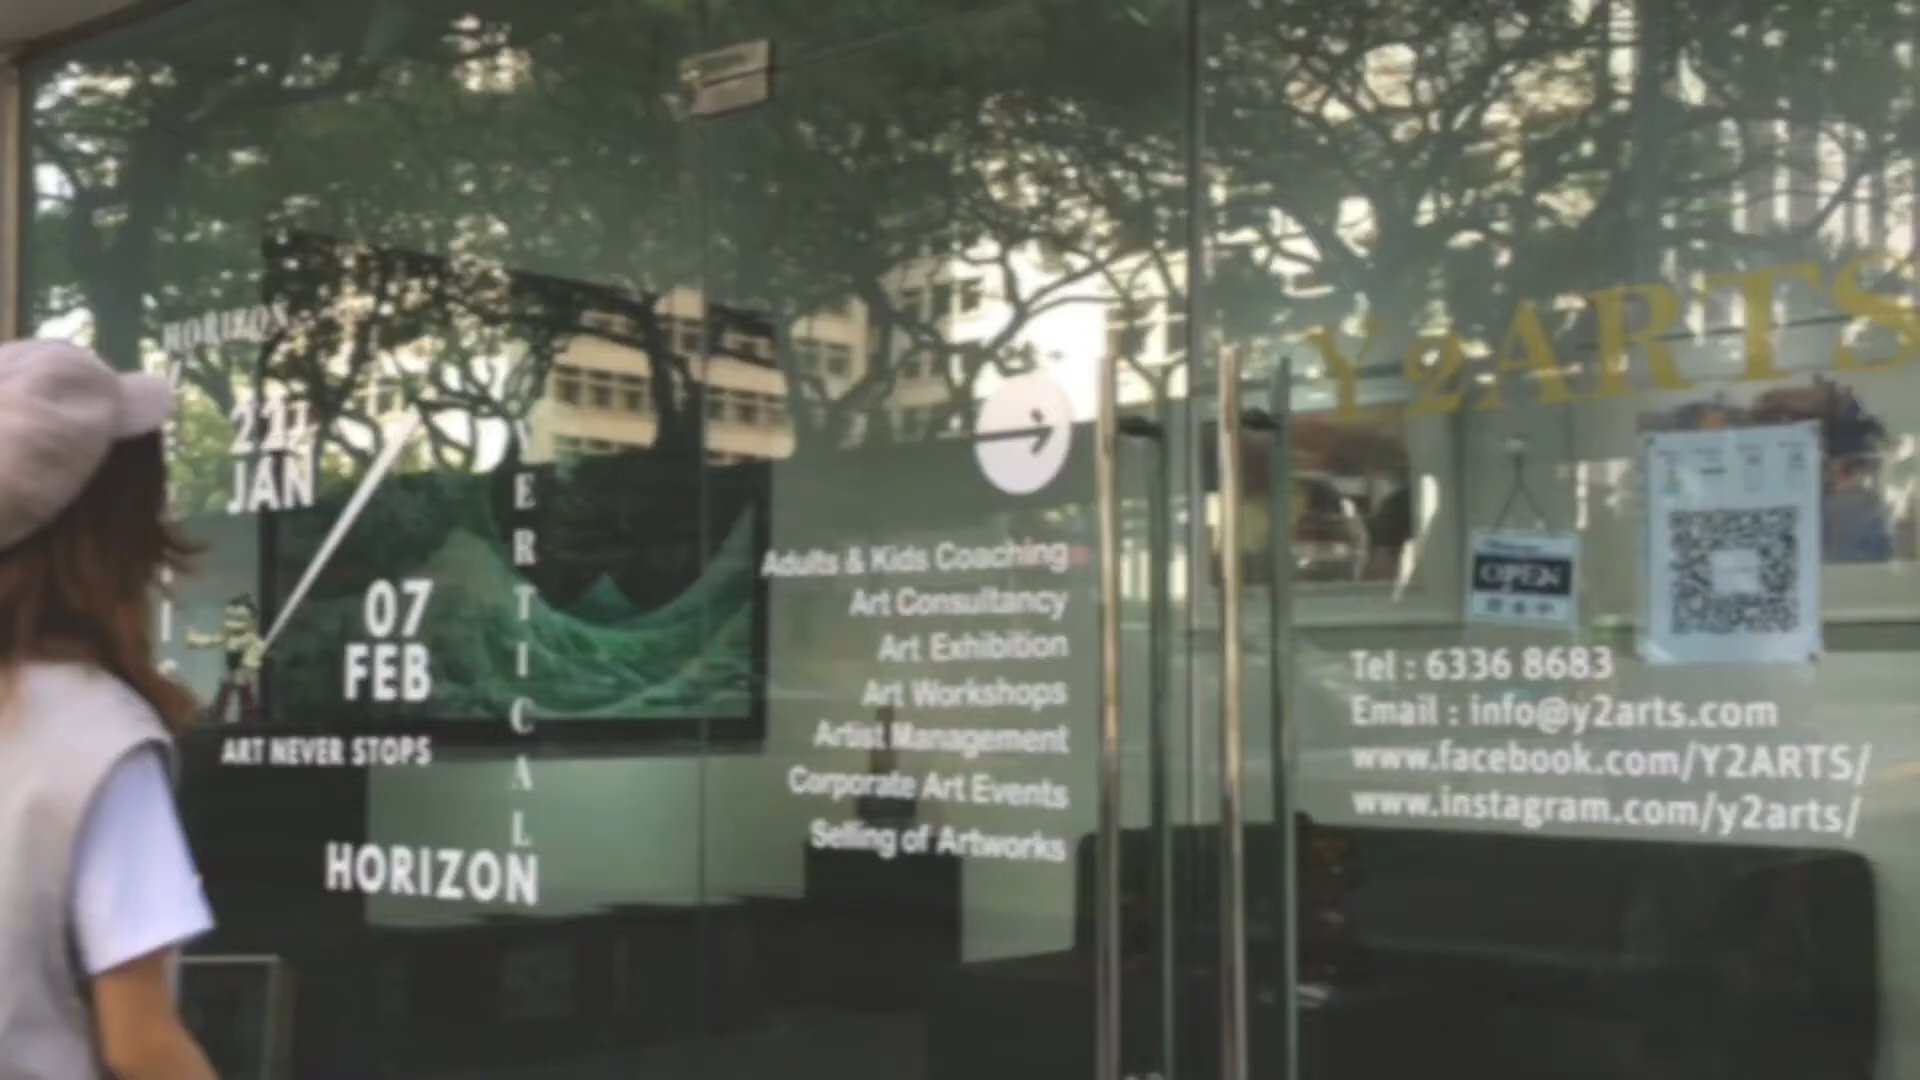 HORIZON
22
JAN
07
FEB
ART NEVER STOPS
VERTICAL
HORIZON
Adults & Kids Coaching
Art Consultancy
Art Exhibition
Art Workshops
Artist Management
Corporate Art Events
Selling of Artworks
Y2ARTS
OPEN
Tel : 6336 8683
Email : info@y2arts.com
www.facebook.com/Y2ARTS/
www.instagram.com/y2arts/